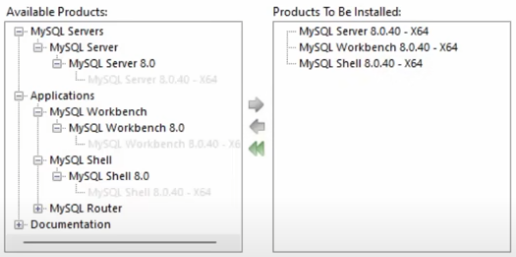 Available Products:
MySQL Servers
MySQL Server
MySQL Server 8.0
MySQL Server 8.0.40 - X64
Applications
MySQL Workbench
MySQL Workbench 8.0
MySQL Workbench 8.0.40 - X6
MySQL Shell
MySQL Shell 8.0
MySQL Shell 8.0.40 - X64
MySQL Router
Documentation
Products To Be Installed:
MySQL Server 8.0.40 - X64
MySQL Workbench 8.0.40 - X64
MySQL Shell 8.0.40 - X64